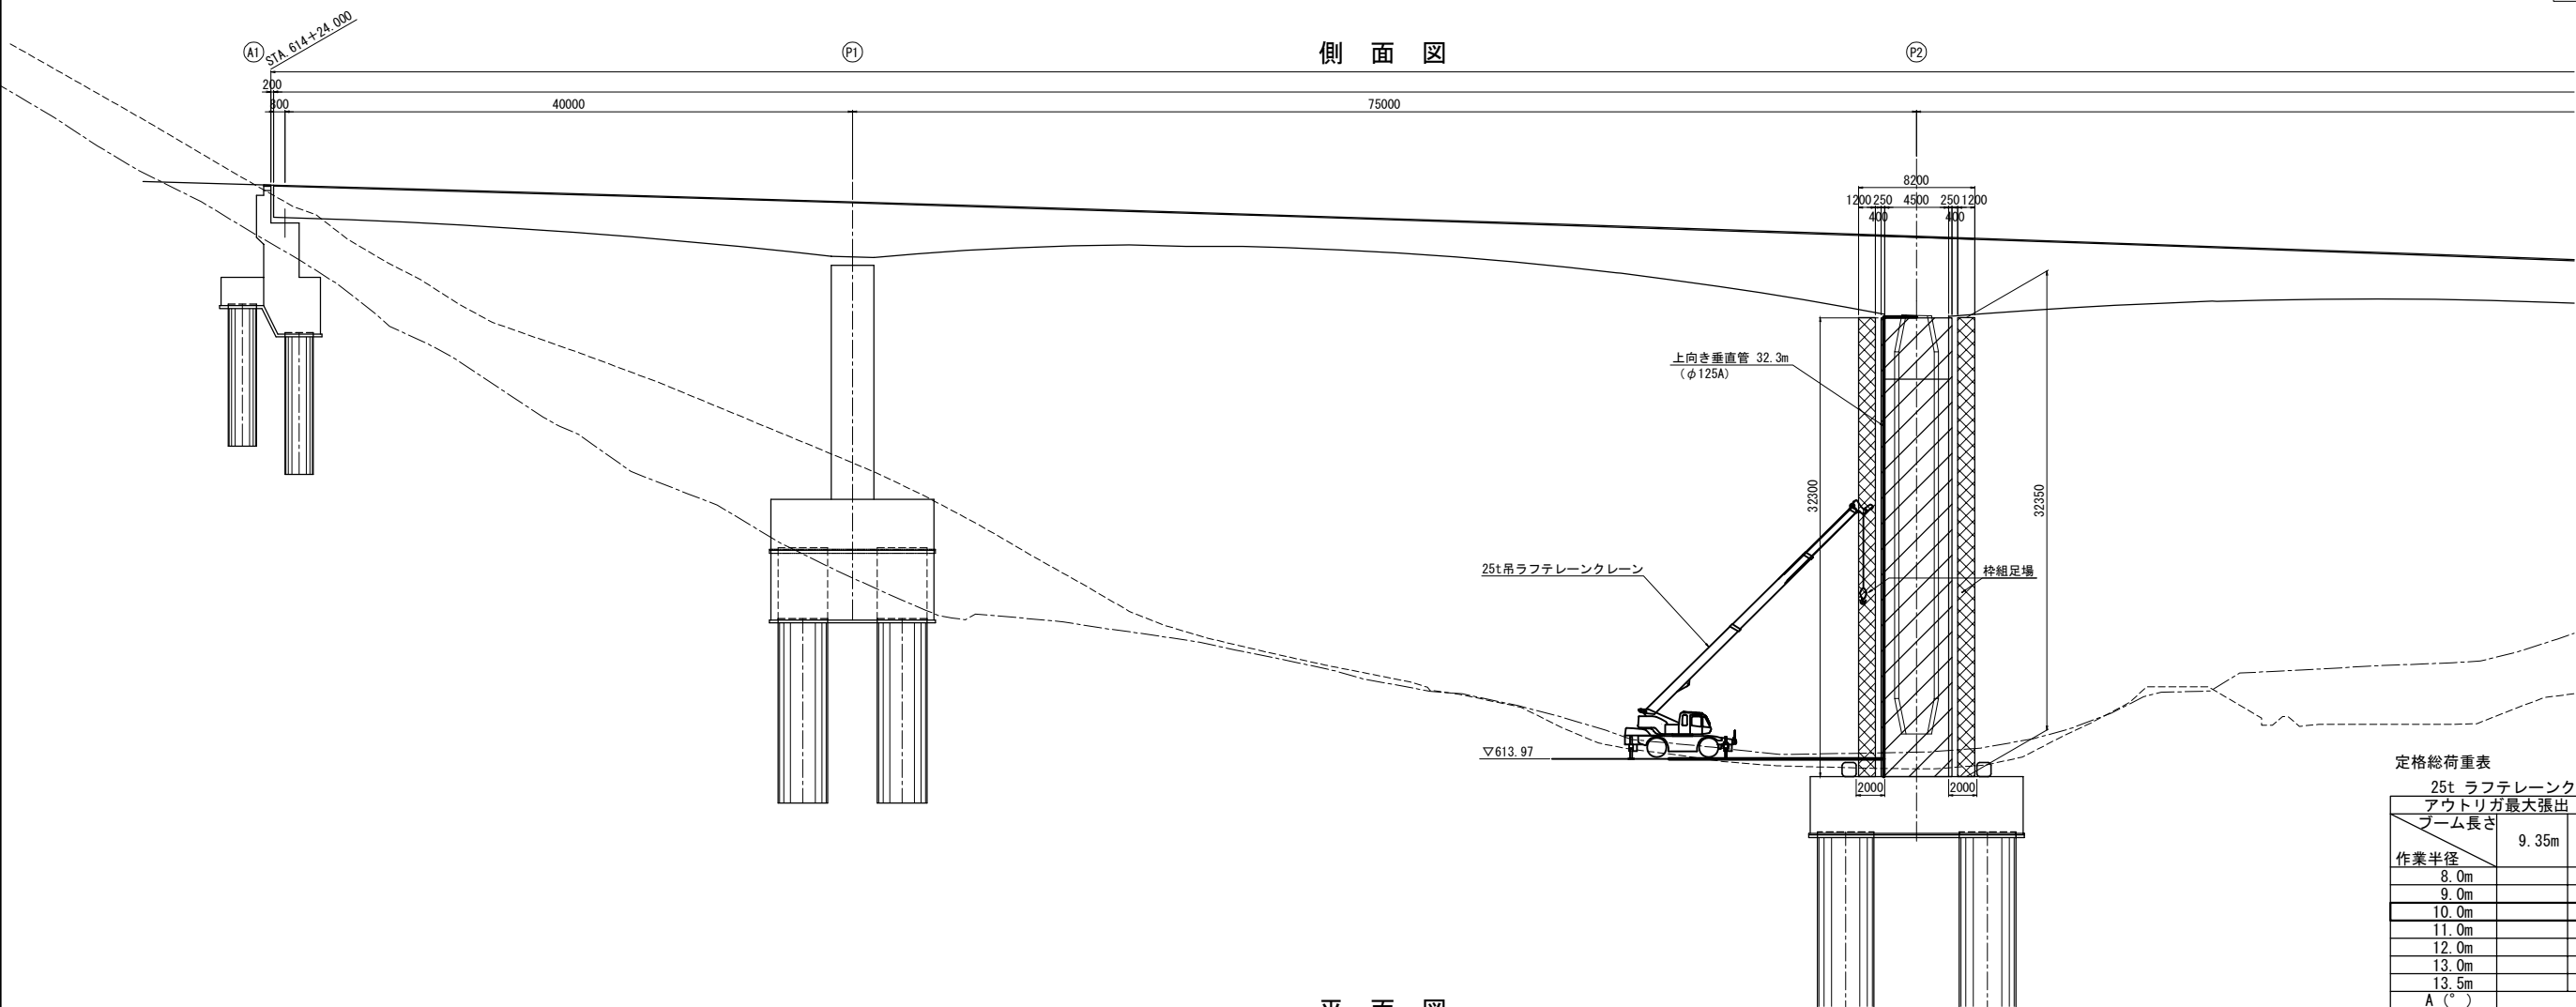 側 面 図
A1
STA.614+24.000
P1
P2
200
800
40000
75000
8200
1200 250 4500 250 1200
400 400
上向き垂直管 32.3m
(φ125A)
32300
32350
25t吊ラフテレーンクレーン
枠組足場
▽613.97
2000
2000
定格総荷重表
25t ラフテレーンク
アウトリガ最大張出
ブーム長さ
9.35m
作業半径
8.0m
9.0m
10.0m
11.0m
12.0m
13.0m
13.5m
A (°)
平 面 図